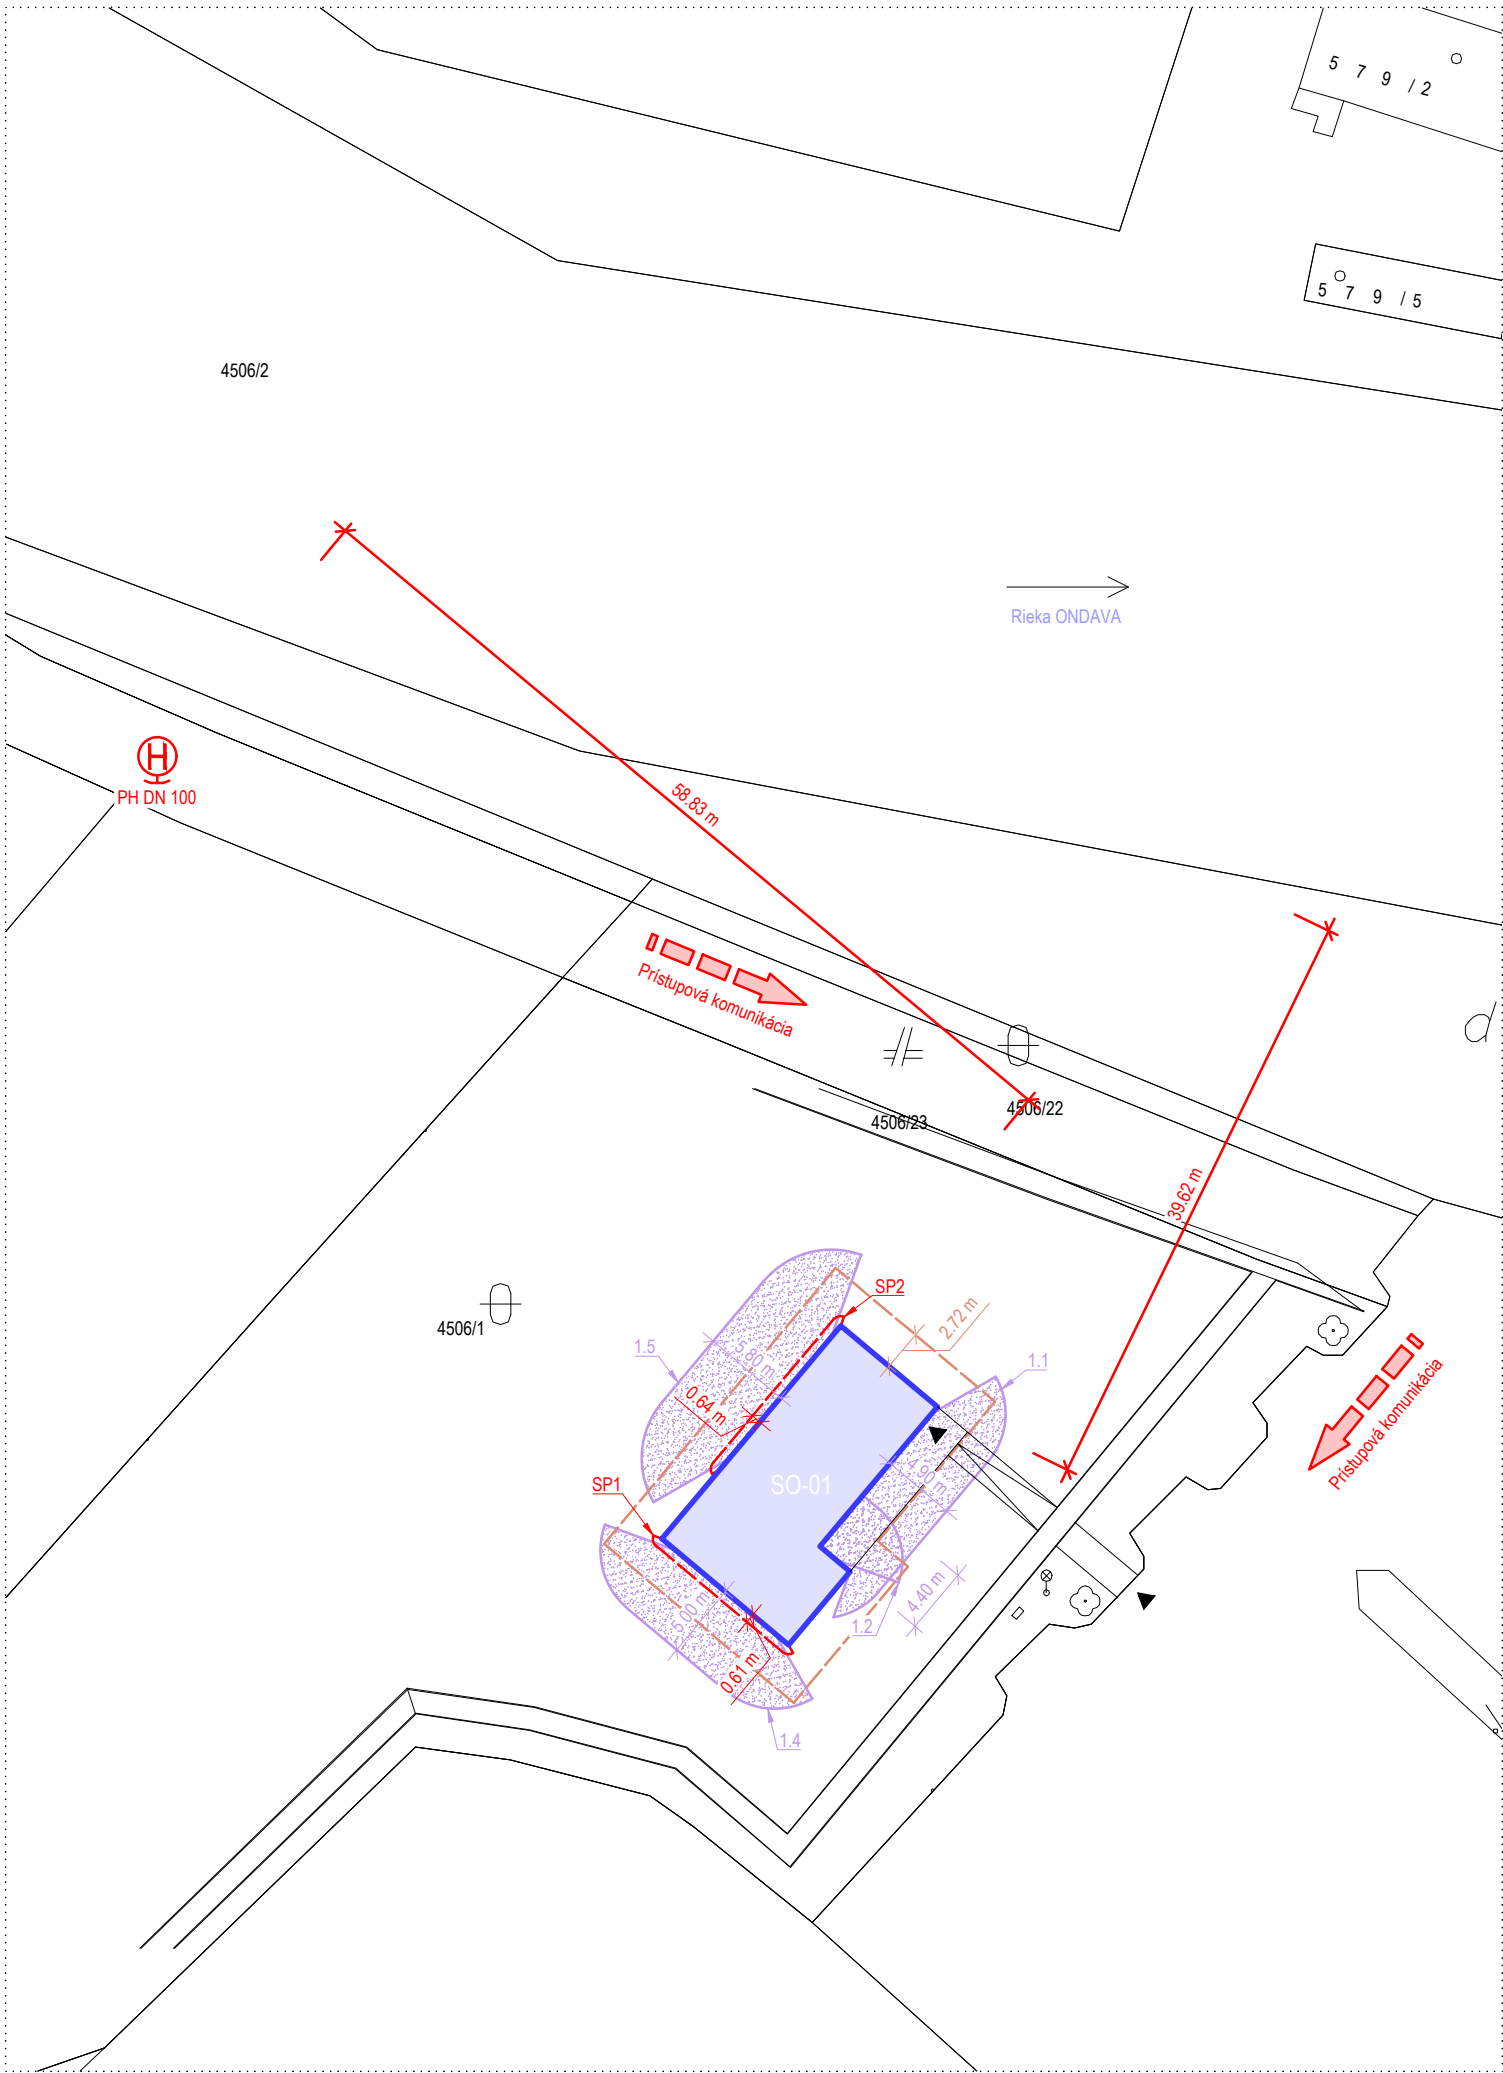 5 7 9 / 2
5 7 9 / 5
4506/2
Rieka ONDAVA
H
PH DN 100
58.83 m
Prístupová komunikácia
4506/23
4506/22
39.62 m
4506/1
SP2
2.72 m
1.5
5.80 m
1.1
0.64 m
Prístupová komunikácia
SP1
SO-01
4.90 m
5.00 m
4.40 m
1.2
0.61 m
1.4